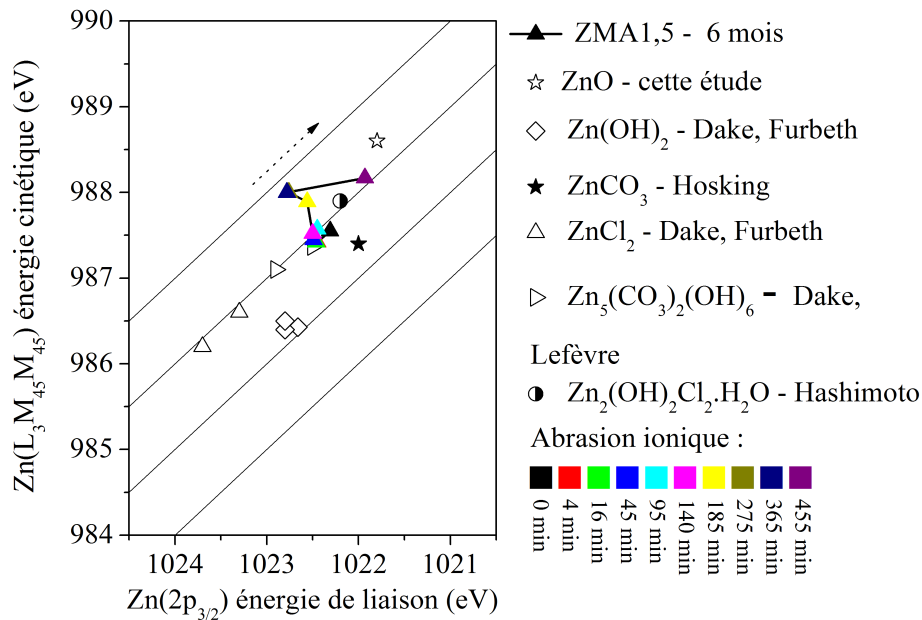 990
989
988
987
986
985
984
Zn(L₃M₄₅M₄₅) énergie cinétique (eV)
1024
1023
1022
1021
Zn(2p₃/₂) énergie de liaison (eV)
ZMA1,5 - 6 mois
ZnO - cette étude
Zn(OH)₂ - Dake, Furbeth
ZnCO₃ - Hosking
ZnCl₂ - Dake, Furbeth
Zn₅(CO₃)₂(OH)₆ - Dake,
Lefèvre
Zn₂(OH)₂Cl₂.H₂O - Hashimoto
Abrasion ionique :
0 min
4 min
16 min
45 min
95 min
140 min
185 min
275 min
365 min
455 min